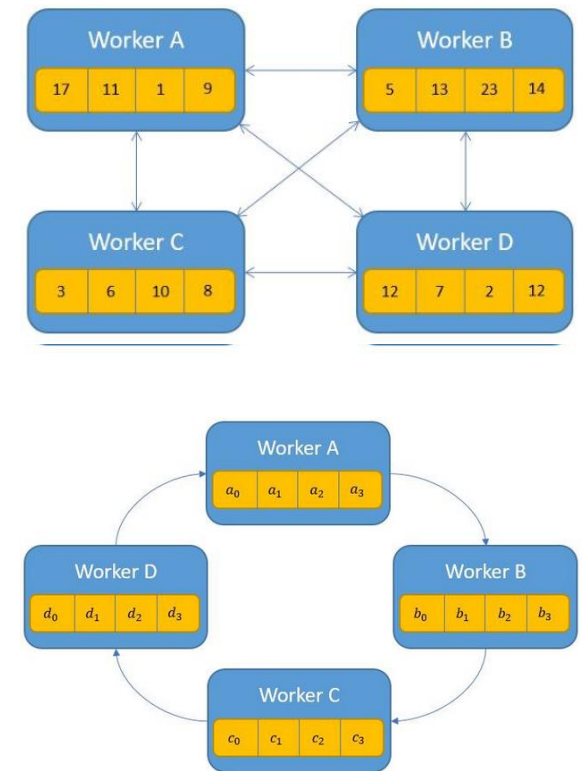 Worker A
17 11 1 9
Worker B
5 13 23 14
Worker C
3 6 10 8
Worker D
12 7 2 12
Worker A
a₀ a₁ a₂ a₃
Worker D
d₀ d₁ d₂ d₃
Worker B
b₀ b₁ b₂ b₃
Worker C
c₀ c₁ c₂ c₃